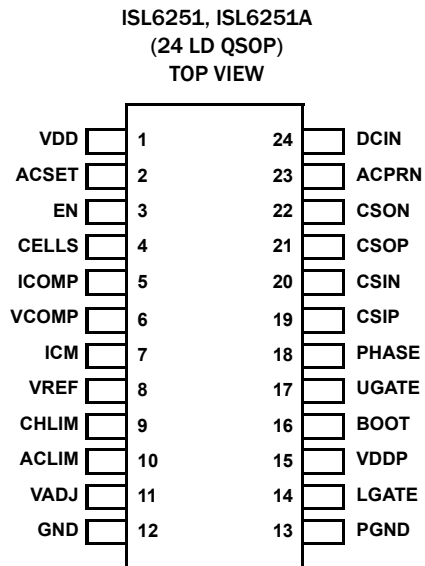 ISL6251, ISL6251A
(24 LD QSOP)
TOP VIEW
VDD 1 24 DCIN
ACSET 2 23 ACPRN
EN 3 22 CSON
CELLS 4 21 CSOP
ICOMP 5 20 CSIN
VCOMP 6 19 CSIP
ICM 7 18 PHASE
VREF 8 17 UGATE
CHLIM 9 16 BOOT
ACLIM 10 15 VDDP
VADJ 11 14 LGATE
GND 12 13 PGND